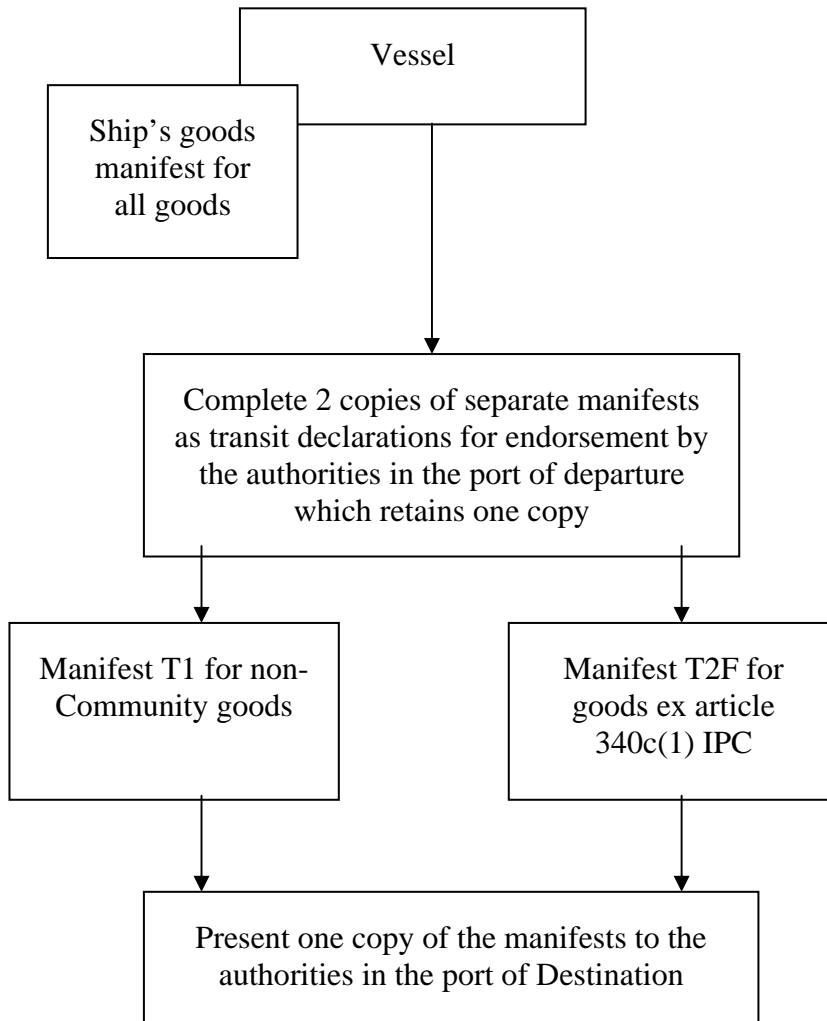 Vessel
Ship’s goods
manifest for
all goods
Complete 2 copies of separate manifests
as transit declarations for endorsement by
the authorities in the port of departure
which retains one copy
Manifest T1 for non-
Community goods
Manifest T2F for
goods ex article
340c(1) IPC
Present one copy of the manifests to the
authorities in the port of Destination